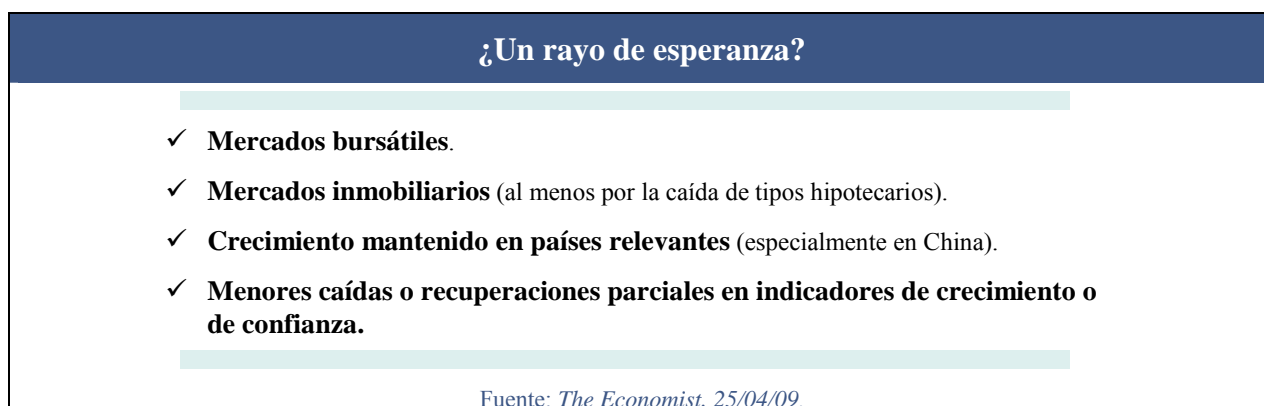 ¿Un rayo de esperanza?
✓ Mercados bursátiles.
✓ Mercados inmobiliarios (al menos por la caída de tipos hipotecarios).
✓ Crecimiento mantenido en países relevantes (especialmente en China).
✓ Menores caídas o recuperaciones parciales en indicadores de crecimiento o
de confianza.
Fuente: The Economist, 25/04/09.